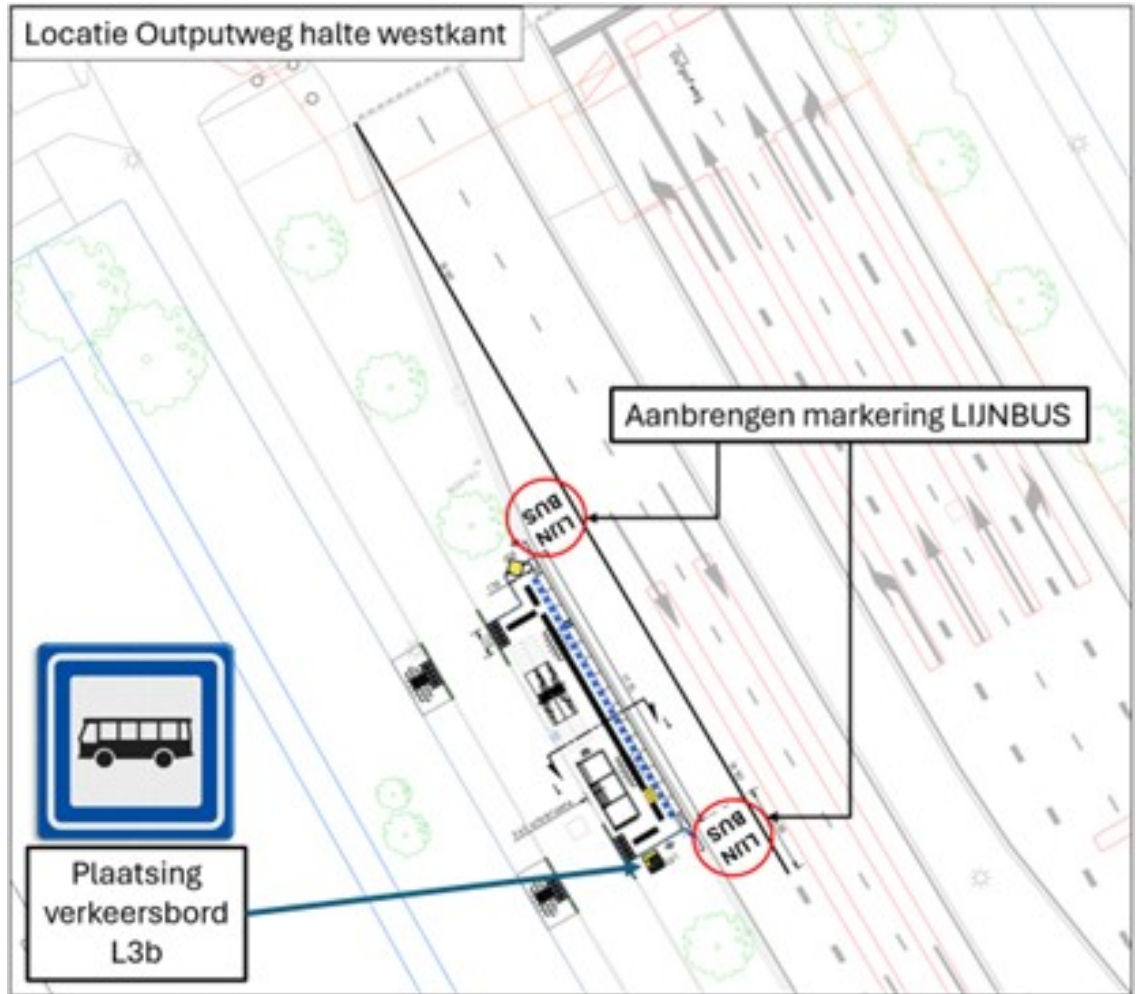 Locatie Outputweg halte westkant
Aanbrengen markering LIJNBUS
BUS
LIJN
BUS
LIJN
Plaatsing
verkeersbord
L3b